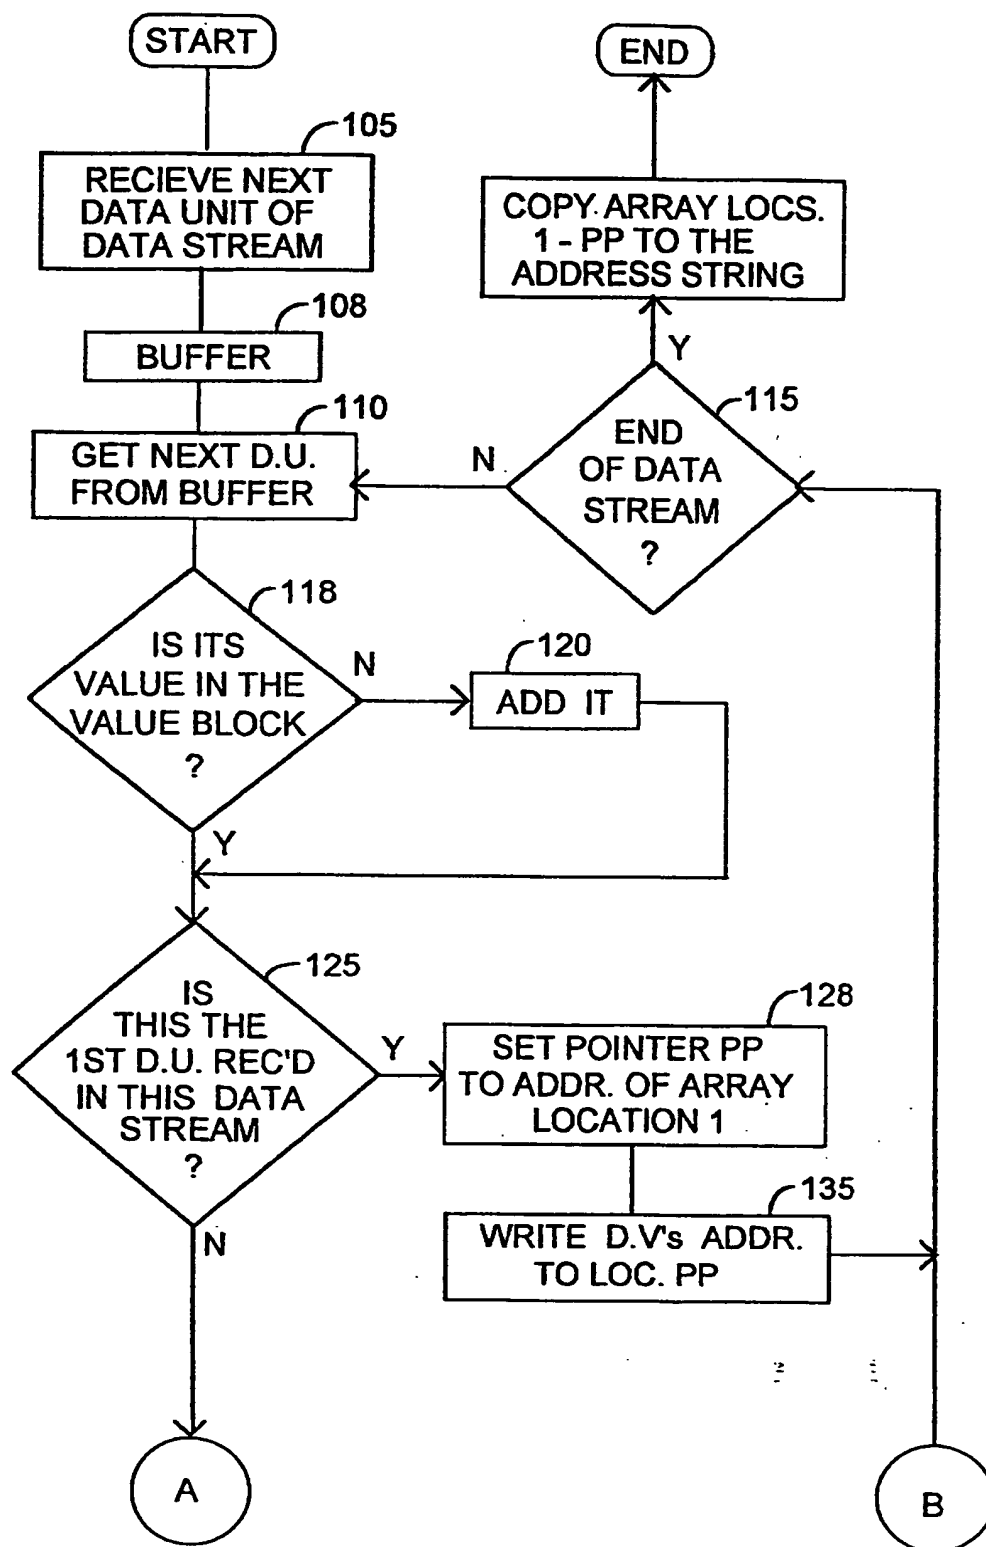 START
END
105
RECIEVE NEXT
DATA UNIT OF
DATA STREAM
COPY ARRAY LOCS.
1 - PP TO THE
ADDRESS STRING
108
BUFFER
Y
110
GET NEXT D.U.
FROM BUFFER
N
115
END
OF DATA
STREAM
?
118
IS ITS
VALUE IN THE
VALUE BLOCK
?
N
120
ADD IT
Y
125
IS
THIS THE
1ST D.U. REC'D
IN THIS DATA
STREAM
?
Y
128
SET POINTER PP
TO ADDR. OF ARRAY
LOCATION 1
135
WRITE D.V's ADDR.
TO LOC. PP
N
A
B